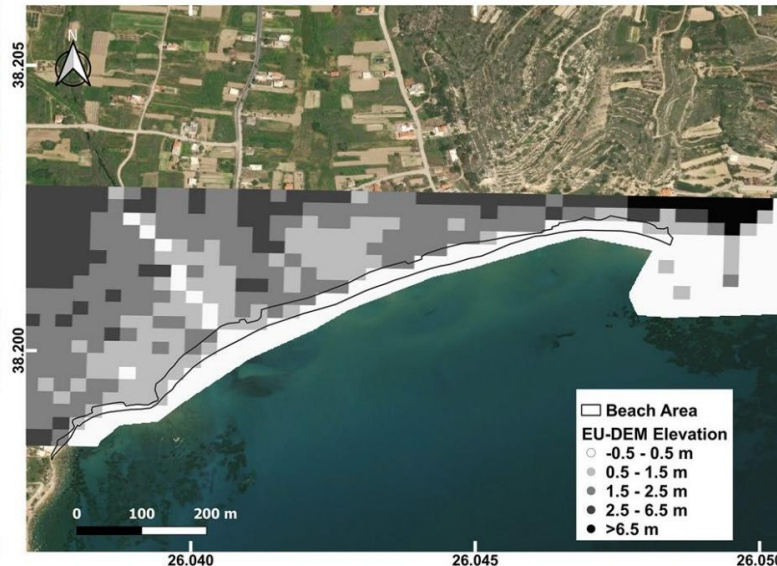 N
38.205
38.200
Beach Area
EU-DEM Elevation
-0.5 - 0.5 m
0.5 - 1.5 m
1.5 - 2.5 m
2.5 - 6.5 m
>6.5 m
0 100 200 m
26.040 26.045 26.050